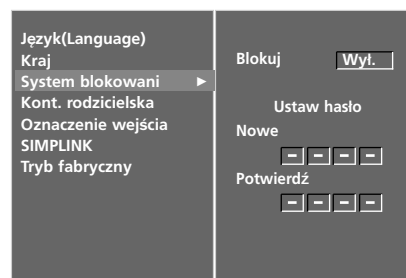 Język(Language)
Kraj
System blokowani ►
Kont. rodzicielska
Oznaczenie wejścia
SIMPLINK
Tryb fabryczny
Blokuj Wył.
Ustaw hasło
Nowe
– – – –
Potwierdź
– – – –